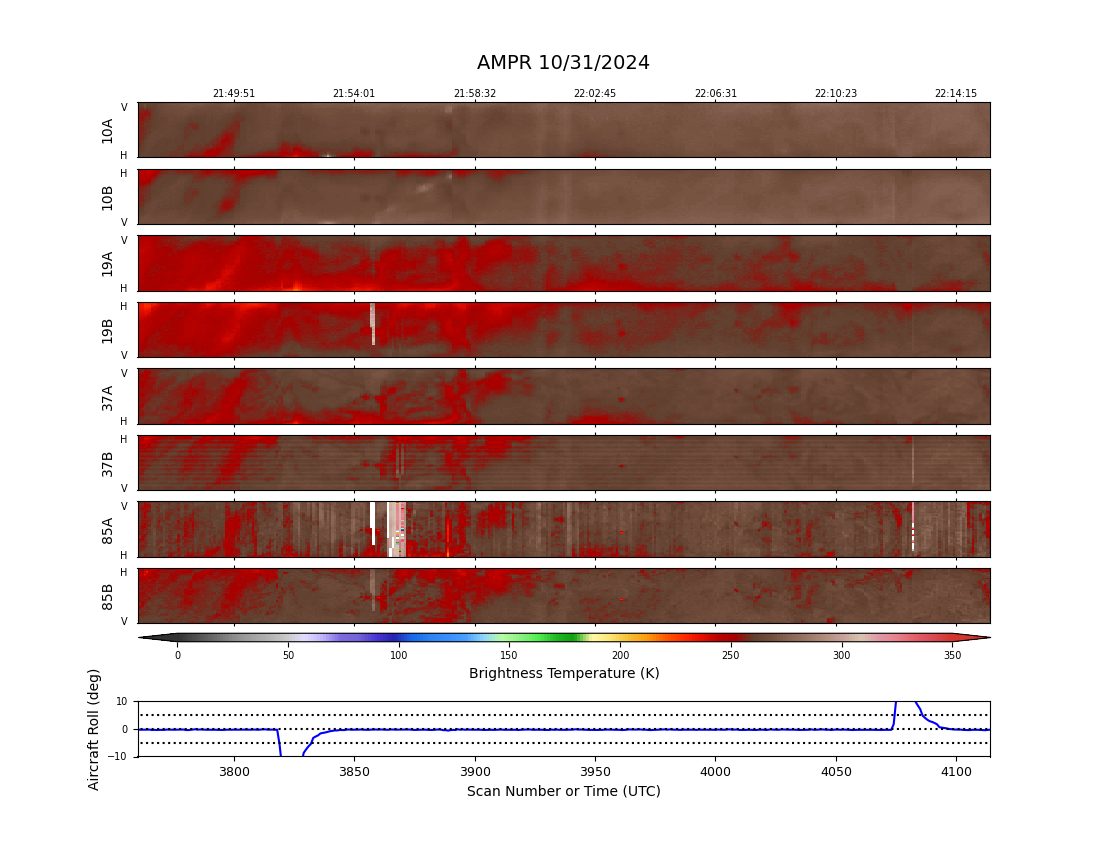 AMPR 10/31/2024
21:49:51 21:54:01 21:58:32 22:02:45 22:06:31 22:10:23 22:14:15
V
10A
H
H
10B
V
V
19A
H
H
19B
V
V
37A
H
H
37B
V
V
85A
H
H
85B
V
0 50 100 150 200 250 300 350
Brightness Temperature (K)
Aircraft Roll (deg)
10
0
−10
3800 3850 3900 3950 4000 4050 4100
Scan Number or Time (UTC)